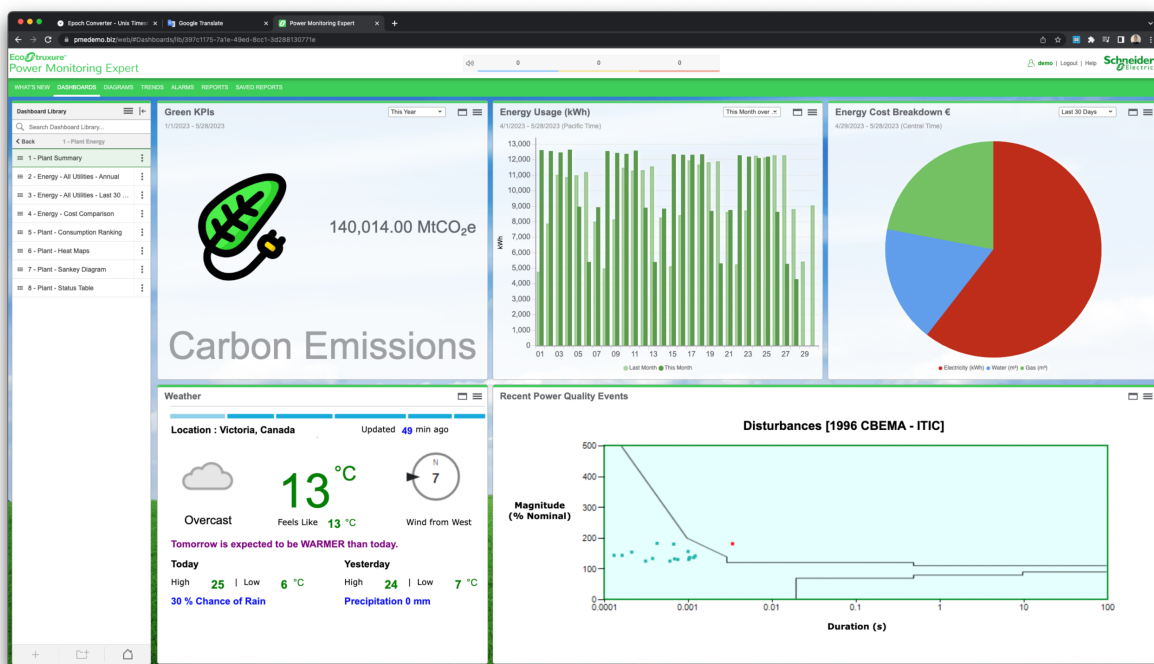 Epoch Converter - Unix Times
Google Translate
Power Monitoring Expert
pmedemo.biz/web/#Dashboards/lib/397c1175-7a1e-49ed-8cc1-3d288130771e
EcoStruxure
Power Monitoring Expert
0
0
0
demo | Logout | Help
Schneider
Electric
WHAT'S NEW DASHBOARDS DIAGRAMS TRENDS ALARMS REPORTS SAVED REPORTS
Dashboard Library
Search Dashboard Library...
Back
1 - Plant Energy
1 - Plant Summary
2 - Energy - All Utilities - Annual
3 - Energy - All Utilities - Last 30 ...
4 - Energy - Cost Comparison
5 - Plant - Consumption Ranking
6 - Plant - Heat Maps
7 - Plant - Sankey Diagram
8 - Plant - Status Table
Green KPIs
This Year
1/1/2023 - 5/28/2023
140,014.00 MtCO₂e
Carbon Emissions
Energy Usage (kWh)
This Month over
4/1/2023 - 5/28/2023 (Pacific Time)
13,000
12,000
11,000
10,000
9,000
8,000
7,000
6,000
5,000
4,000
3,000
2,000
1,000
0
kWh
01 03 05 07 09 11 13 15 17 19 21 23 25 27 29
Last Month This Month
Energy Cost Breakdown €
Last 30 Days
4/29/2023 - 5/28/2023 (Central Time)
Electricity (kWh) Water (m³) Gas (m³)
Weather
Location : Victoria, Canada
Updated 49 min ago
Overcast
13 °C
Feels Like 13 °C
N
7
Wind from West
Tomorrow is expected to be WARMER than today.
Today
High 25 | Low 6 °C
30 % Chance of Rain
Yesterday
High 24 | Low 7 °C
Precipitation 0 mm
Recent Power Quality Events
Disturbances [1996 CBEMA - ITIC]
Magnitude
(% Nominal)
500
400
300
200
100
0
0.0001 0.001 0.01 0.1 1 10 100
Duration (s)